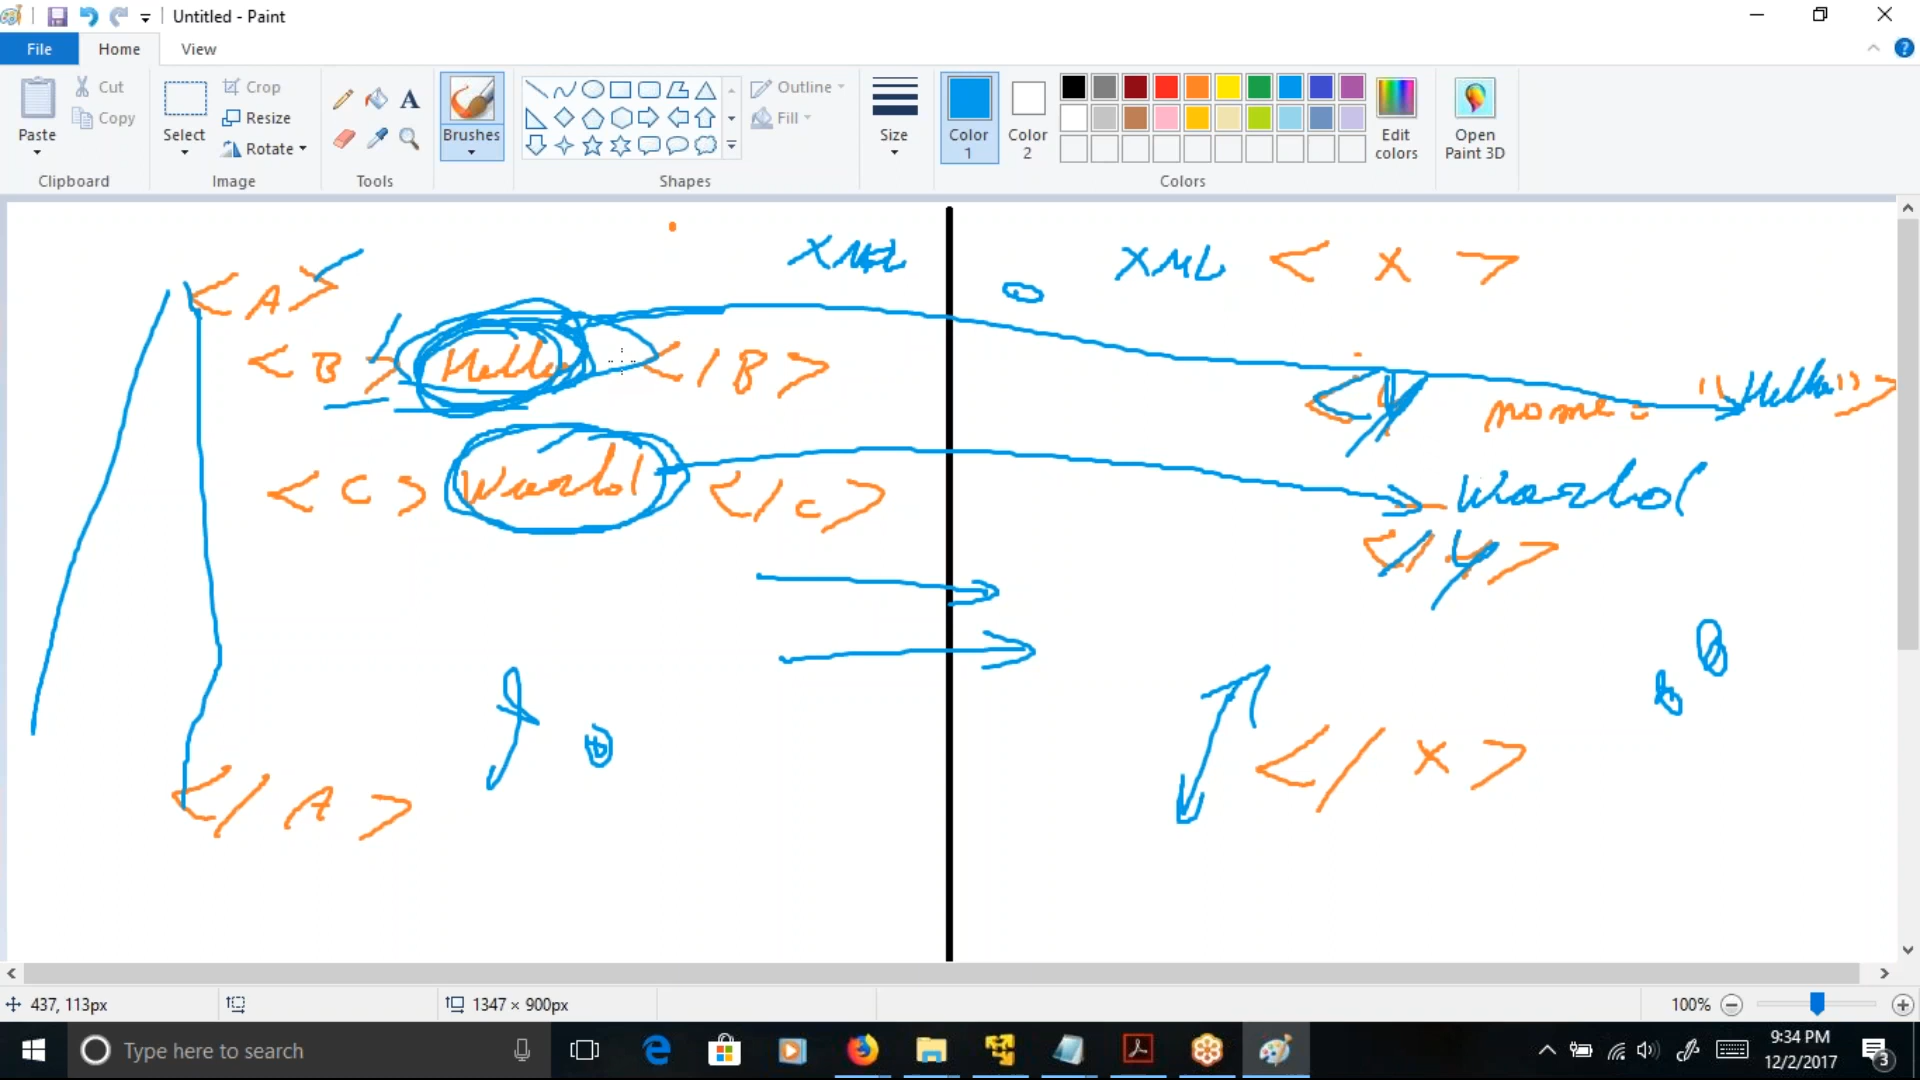 Untitled - Paint
File
Home
View
Paste
Cut
Copy
Clipboard
Select
Crop
Resize
Rotate
Image
A
Tools
Brushes
Shapes
Outline
Fill
Size
Color 1
Color 2
Edit colors
Colors
Open Paint 3D
XML
XML < X >
<A>
<B> Hello </B>
<y name= "Hello">
<C> World </C>
World
</y>
</X>
</A>
437, 113px
1347 × 900px
100%
Type here to search
9:34 PM
12/2/2017
3